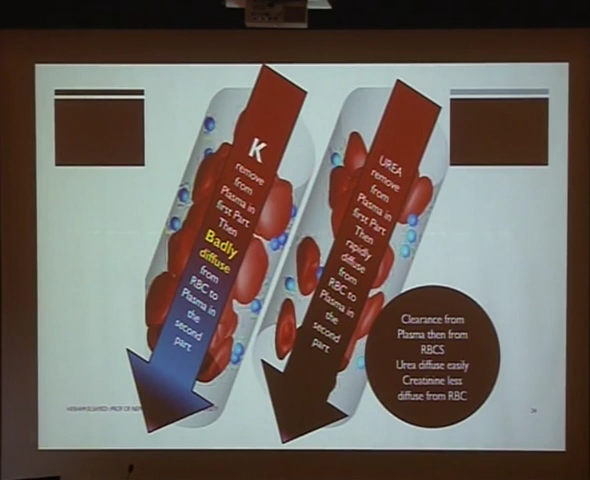 K
remove
from
Plasma in
first Part
Then
Badly
diffuse
from
RBC to
Plasma in
the
second
part
UREA
remove
from
Plasma in
first Part
Then
rapidly
diffuse
from
RBC to
Plasma in
the
second
part
Clearance from
Plasma then from
RBCS
Urea diffuse easily
Creatinine less
diffuse from RBC